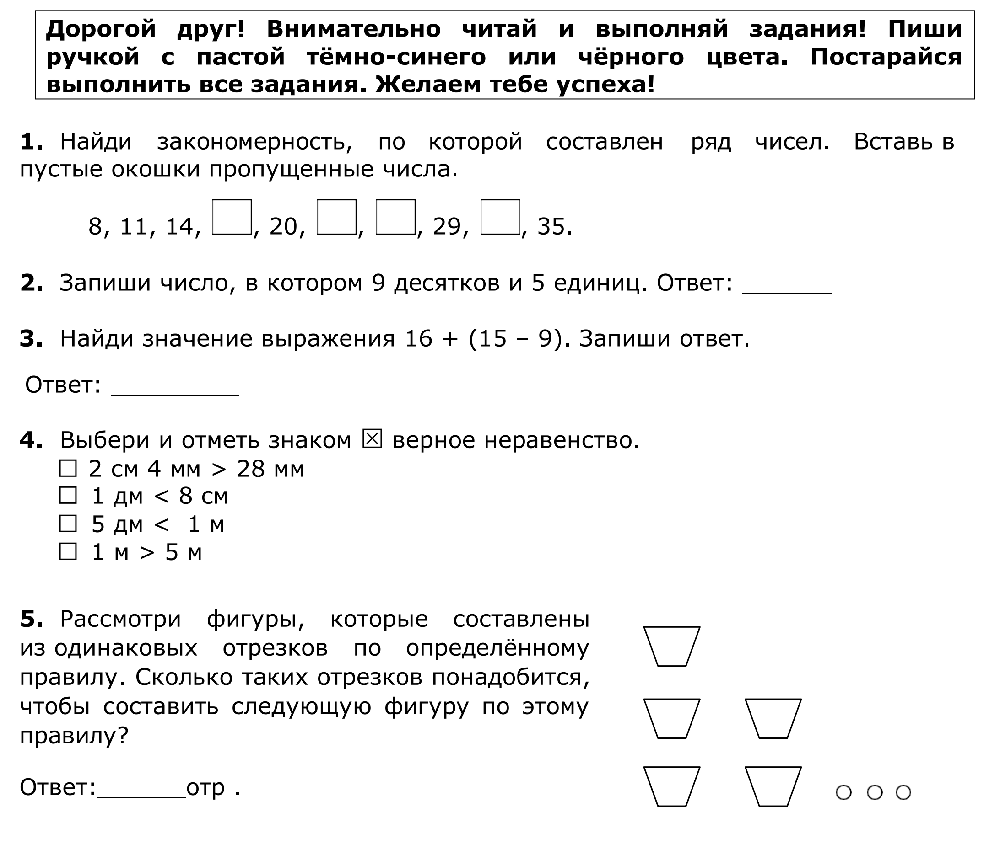 Дорогой друг! Внимательно читай и выполняй задания! Пиши
ручкой с пастой тёмно-синего или чёрного цвета. Постарайся
выполнить все задания. Желаем тебе успеха!
1. Найди закономерность, по которой составлен ряд чисел. Вставь в
пустые окошки пропущенные числа.
8, 11, 14, □, 20, □, □, 29, □, 35.
2. Запиши число, в котором 9 десятков и 5 единиц. Ответ: _______
3. Найди значение выражения 16 + (15 – 9). Запиши ответ.
Ответ: __________
4. Выбери и отметь знаком ☒ верное неравенство.
□ 2 см 4 мм > 28 мм
□ 1 дм < 8 см
□ 5 дм < 1 м
□ 1 м > 5 м
5. Рассмотри фигуры, которые составлены
из одинаковых отрезков по определённому
правилу. Сколько таких отрезков понадобится,
чтобы составить следующую фигуру по этому
правилу?
Ответ:_______отр .